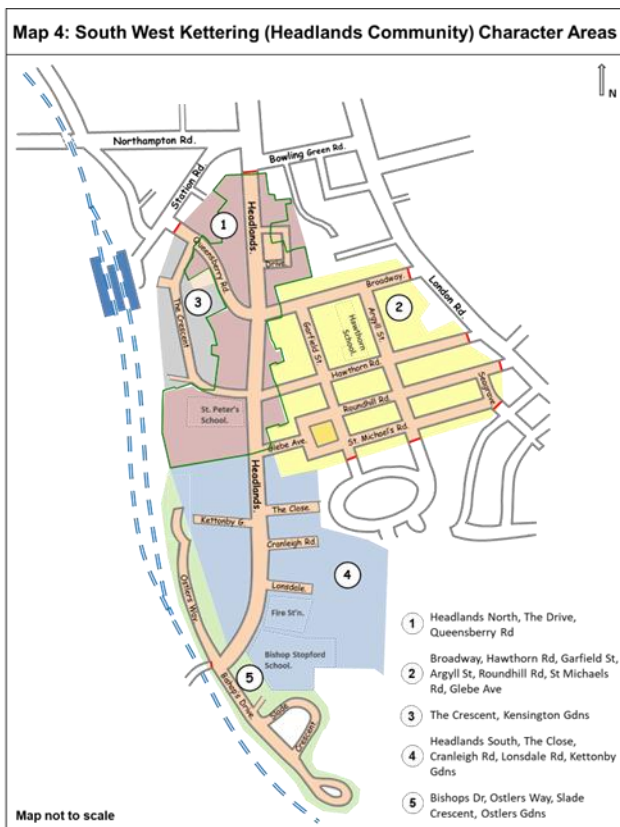 Map 4: South West Kettering (Headlands Community) Character Areas
N
Northampton Rd.
Bowling Green Rd.
Station Rd.
1
Headlands.
Queensberry Rd.
Drive
3
The Crescent.
Broadway.
2
London Rd.
Garfield St.
Hawthorn School.
Argyll St.
Hawthorn Rd.
Roundhill Rd.
Seagrave
St. Peter's
School.
Glebe Ave.
St. Michael's Rd.
Headlands.
The Close.
Kettonby G.
Cranleigh Rd.
4
Lonsdale.
Ostlers Way.
Fire St'n.
Bishop Stopford
School.
5
Bishop's Drive.
Slade
Crescent
1 Headlands North, The Drive,
Queensberry Rd
2 Broadway, Hawthorn Rd, Garfield St,
Argyll St, Roundhill Rd, St Michaels
Rd, Glebe Ave
3 The Crescent, Kensington Gdns
4 Headlands South, The Close,
Cranleigh Rd, Lonsdale Rd, Kettonby
Gdns
5 Bishops Dr, Ostlers Way, Slade
Crescent, Ostlers Gdns
Map not to scale